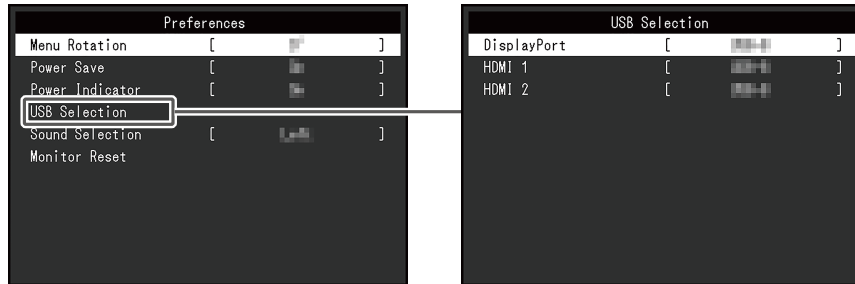 Preferences
Menu Rotation [ ]
Power Save [ ]
Power Indicator [ ]
USB Selection
Sound Selection [ ]
Monitor Reset
USB Selection
DisplayPort [ ]
HDMI 1 [ ]
HDMI 2 [ ]